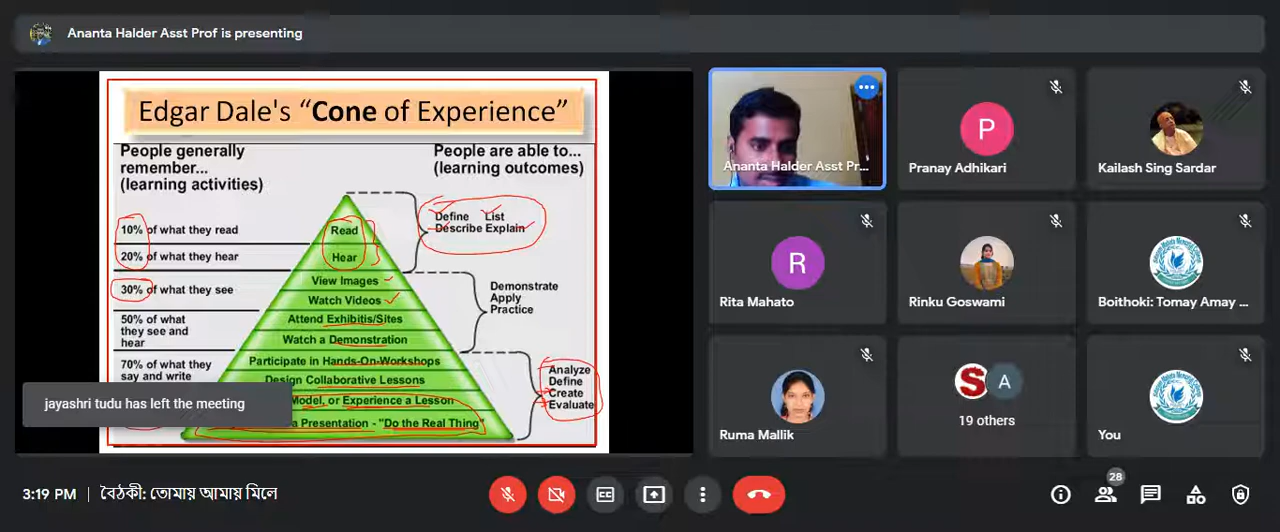 Ananta Halder Asst Prof is presenting
Edgar Dale's “Cone of Experience”
People generally
remember...
(learning activities)
People are able to...
(learning outcomes)
10% of what they read
20% of what they hear
30% of what they see
50% of what
they see and
hear
70% of what they
say and write
Read
Hear
View Images
Watch Videos
Attend Exhibitis/Sites
Watch a Demonstration
Participate in Hands-On-Workshops
Design Collaborative Lessons
Model, or Experience a Lesson
a Presentation - "Do the Real Thing"
Define List
Describe Explain
Demonstrate
Apply
Practice
Analyze
Define
Create
Evaluate
jayashri tudu has left the meeting
Ananta Halder Asst Pr...
P
Pranay Adhikari
Kailash Sing Sardar
R
Rita Mahato
Rinku Goswami
Boithoki: Tomay Amay ...
Ruma Mallik
S
A
19 others
You
3:19 PM | বৈঠকী: তোমায় আমায় মিলে
CC
28